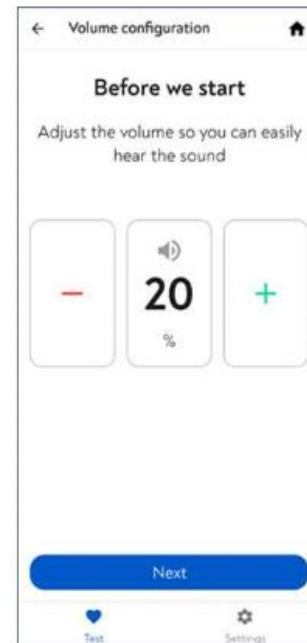 Volume configuration
Before we start
Adjust the volume so you can easily
hear the sound
20
%
Next
Test
Settings